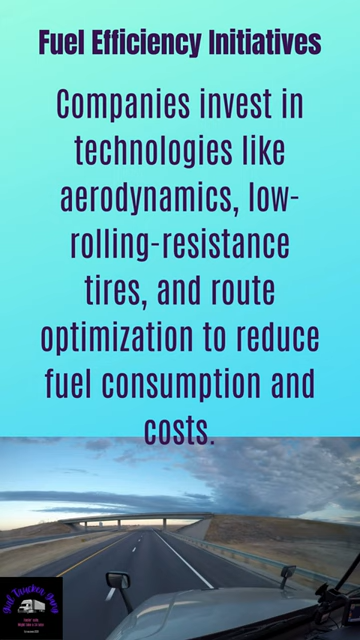 Fuel Efficiency Initiatives
Companies invest in
technologies like
aerodynamics, low-
rolling-resistance
tires, and route
optimization to reduce
fuel consumption and
costs.